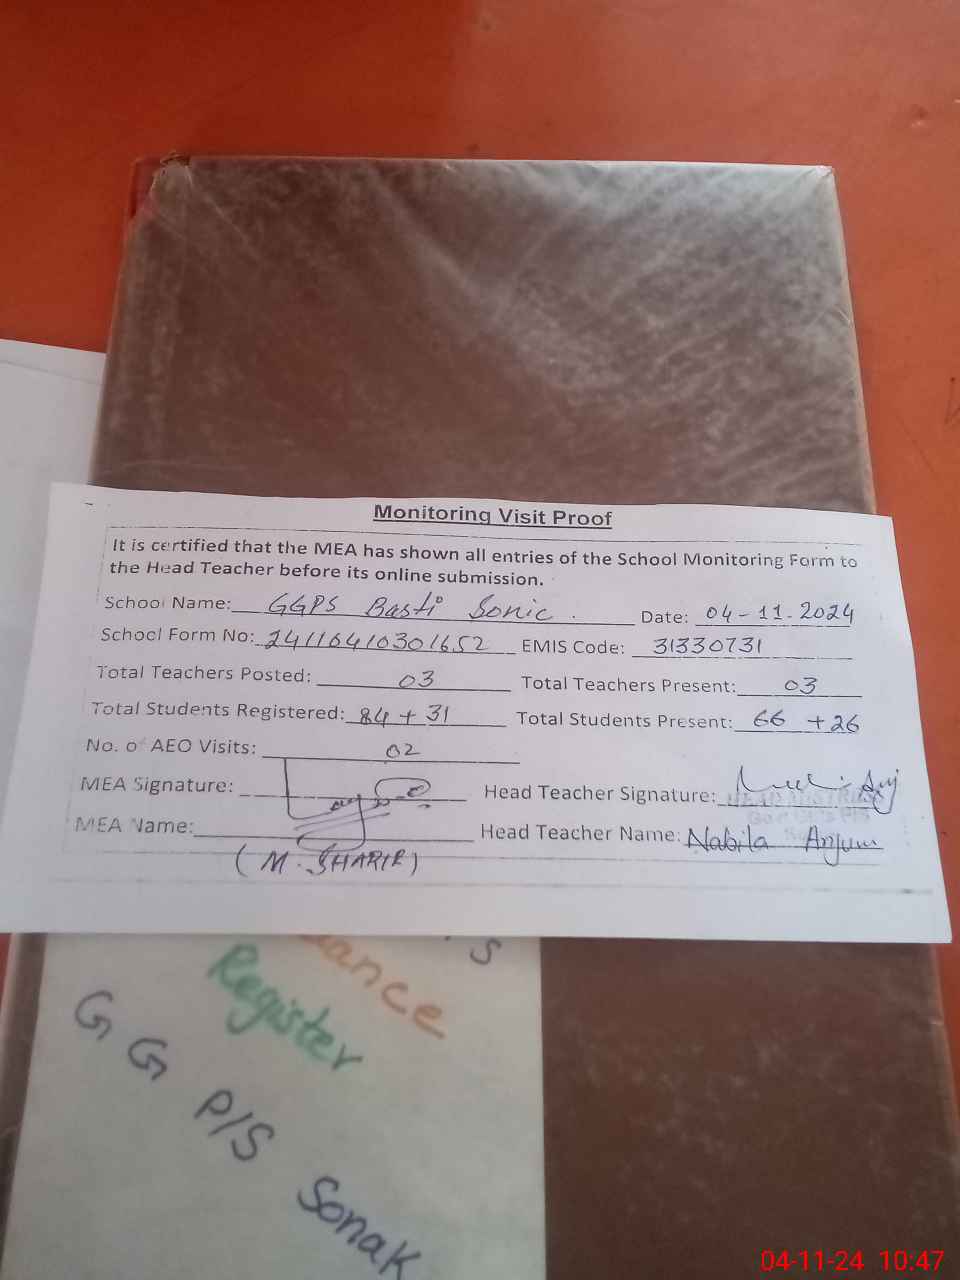 Monitoring Visit Proof
It is certified that the MEA has shown all entries of the School Monitoring Form to
the Head Teacher before its online submission.
School Name: GGPS Basti Sonic . Date: 04-11-2024
School Form No: 24110410301652 EMIS Code: 31330731
Total Teachers Posted: 03 Total Teachers Present: 03
Total Students Registered: 84 + 31 Total Students Present: 66 + 26
No. of AEO Visits: 02
MEA Signature: Head Teacher Signature:
HEAD MISTRESS
MEA Name: Head Teacher Name: Nabila Anjum
(M. SHARIF)
S
ance
Register
G G P/S Sonak
04-11-24 10:47